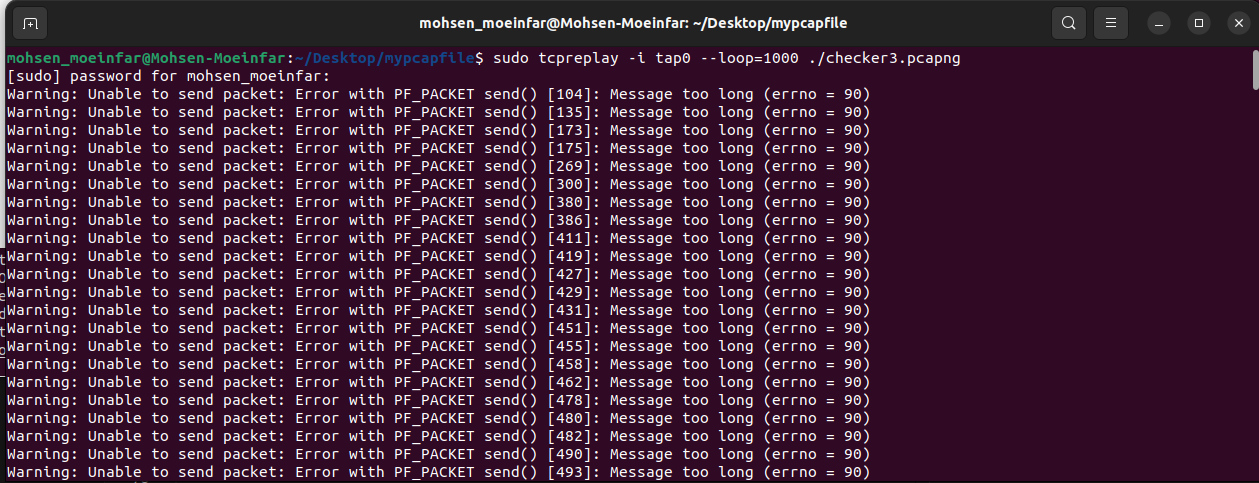 mohsen_moeinfar@Mohsen-Moeinfar: ~/Desktop/mypcapfile
mohsen_moeinfar@Mohsen-Moeinfar:~/Desktop/mypcapfile$ sudo tcpreplay -i tap0 --loop=1000 ./checker3.pcapng
[sudo] password for mohsen_moeinfar:
Warning: Unable to send packet: Error with PF_PACKET send() [104]: Message too long (errno = 90)
Warning: Unable to send packet: Error with PF_PACKET send() [135]: Message too long (errno = 90)
Warning: Unable to send packet: Error with PF_PACKET send() [173]: Message too long (errno = 90)
Warning: Unable to send packet: Error with PF_PACKET send() [175]: Message too long (errno = 90)
Warning: Unable to send packet: Error with PF_PACKET send() [269]: Message too long (errno = 90)
Warning: Unable to send packet: Error with PF_PACKET send() [300]: Message too long (errno = 90)
Warning: Unable to send packet: Error with PF_PACKET send() [380]: Message too long (errno = 90)
Warning: Unable to send packet: Error with PF_PACKET send() [386]: Message too long (errno = 90)
Warning: Unable to send packet: Error with PF_PACKET send() [411]: Message too long (errno = 90)
Warning: Unable to send packet: Error with PF_PACKET send() [419]: Message too long (errno = 90)
Warning: Unable to send packet: Error with PF_PACKET send() [427]: Message too long (errno = 90)
Warning: Unable to send packet: Error with PF_PACKET send() [429]: Message too long (errno = 90)
Warning: Unable to send packet: Error with PF_PACKET send() [431]: Message too long (errno = 90)
Warning: Unable to send packet: Error with PF_PACKET send() [451]: Message too long (errno = 90)
Warning: Unable to send packet: Error with PF_PACKET send() [455]: Message too long (errno = 90)
Warning: Unable to send packet: Error with PF_PACKET send() [458]: Message too long (errno = 90)
Warning: Unable to send packet: Error with PF_PACKET send() [462]: Message too long (errno = 90)
Warning: Unable to send packet: Error with PF_PACKET send() [478]: Message too long (errno = 90)
Warning: Unable to send packet: Error with PF_PACKET send() [480]: Message too long (errno = 90)
Warning: Unable to send packet: Error with PF_PACKET send() [482]: Message too long (errno = 90)
Warning: Unable to send packet: Error with PF_PACKET send() [490]: Message too long (errno = 90)
Warning: Unable to send packet: Error with PF_PACKET send() [493]: Message too long (errno = 90)